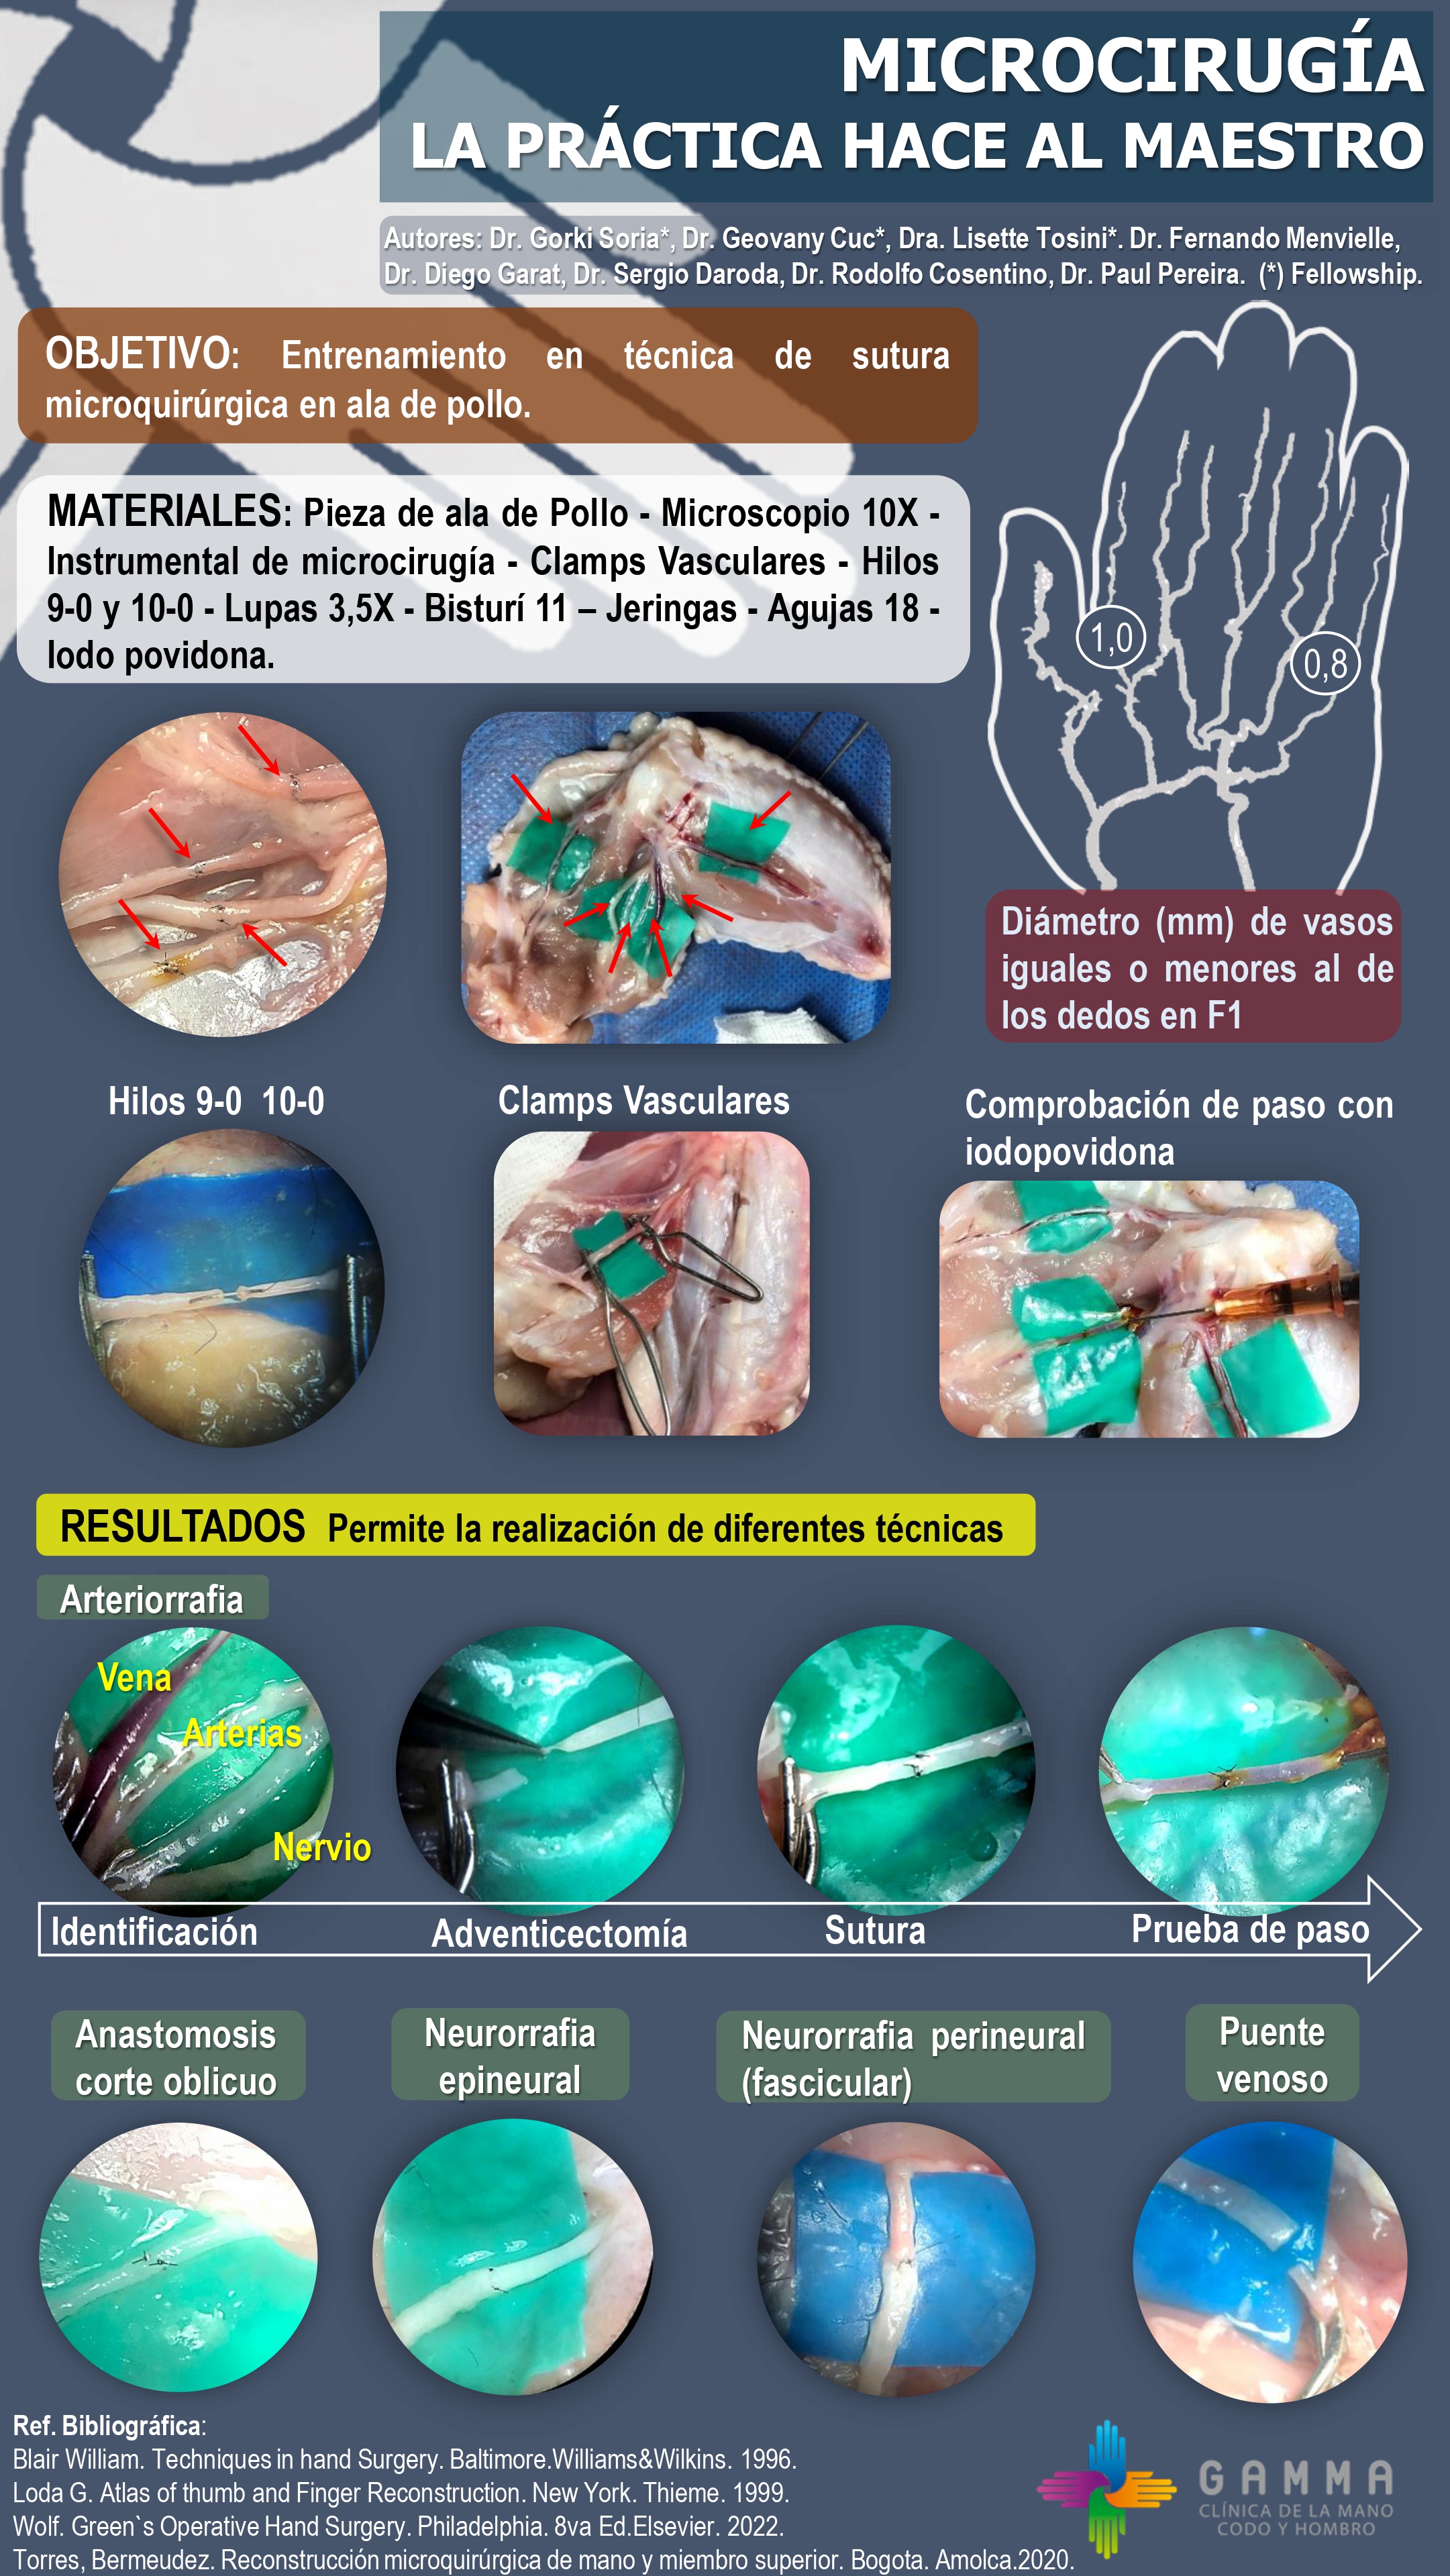 MICROCIRUGÍA
LA PRÁCTICA HACE AL MAESTRO
Autores: Dr. Gorki Soria*, Dr. Geovany Cuc*, Dra. Lisette Tosini*. Dr. Fernando Menvielle,
Dr. Diego Garat, Dr. Sergio Daroda, Dr. Rodolfo Cosentino, Dr. Paul Pereira. (*) Fellowship.
OBJETIVO: Entrenamiento en técnica de sutura
microquirúrgica en ala de pollo.
MATERIALES: Pieza de ala de Pollo - Microscopio 10X -
Instrumental de microcirugía - Clamps Vasculares - Hilos
9-0 y 10-0 - Lupas 3,5X - Bisturí 11 – Jeringas - Agujas 18 -
Iodo povidona.
1,0
0,8
Diámetro (mm) de vasos
iguales o menores al de
los dedos en F1
Hilos 9-0 10-0
Clamps Vasculares
Comprobación de paso con
iodopovidona
RESULTADOS Permite la realización de diferentes técnicas
Arteriorrafia
Vena
Arterias
Nervio
Identificación
Adventicectomía
Sutura
Prueba de paso
Anastomosis
corte oblicuo
Neurorrafia
epineural
Neurorrafia perineural
(fascicular)
Puente
venoso
Ref. Bibliográfica:
Blair William. Techniques in hand Surgery. Baltimore.Williams&Wilkins. 1996.
Loda G. Atlas of thumb and Finger Reconstruction. New York. Thieme. 1999.
Wolf. Green`s Operative Hand Surgery. Philadelphia. 8va Ed.Elsevier. 2022.
Torres, Bermeudez. Reconstrucción microquirúrgica de mano y miembro superior. Bogota. Amolca.2020.
GAMMA
CLÍNICA DE LA MANO
CODO Y HOMBRO